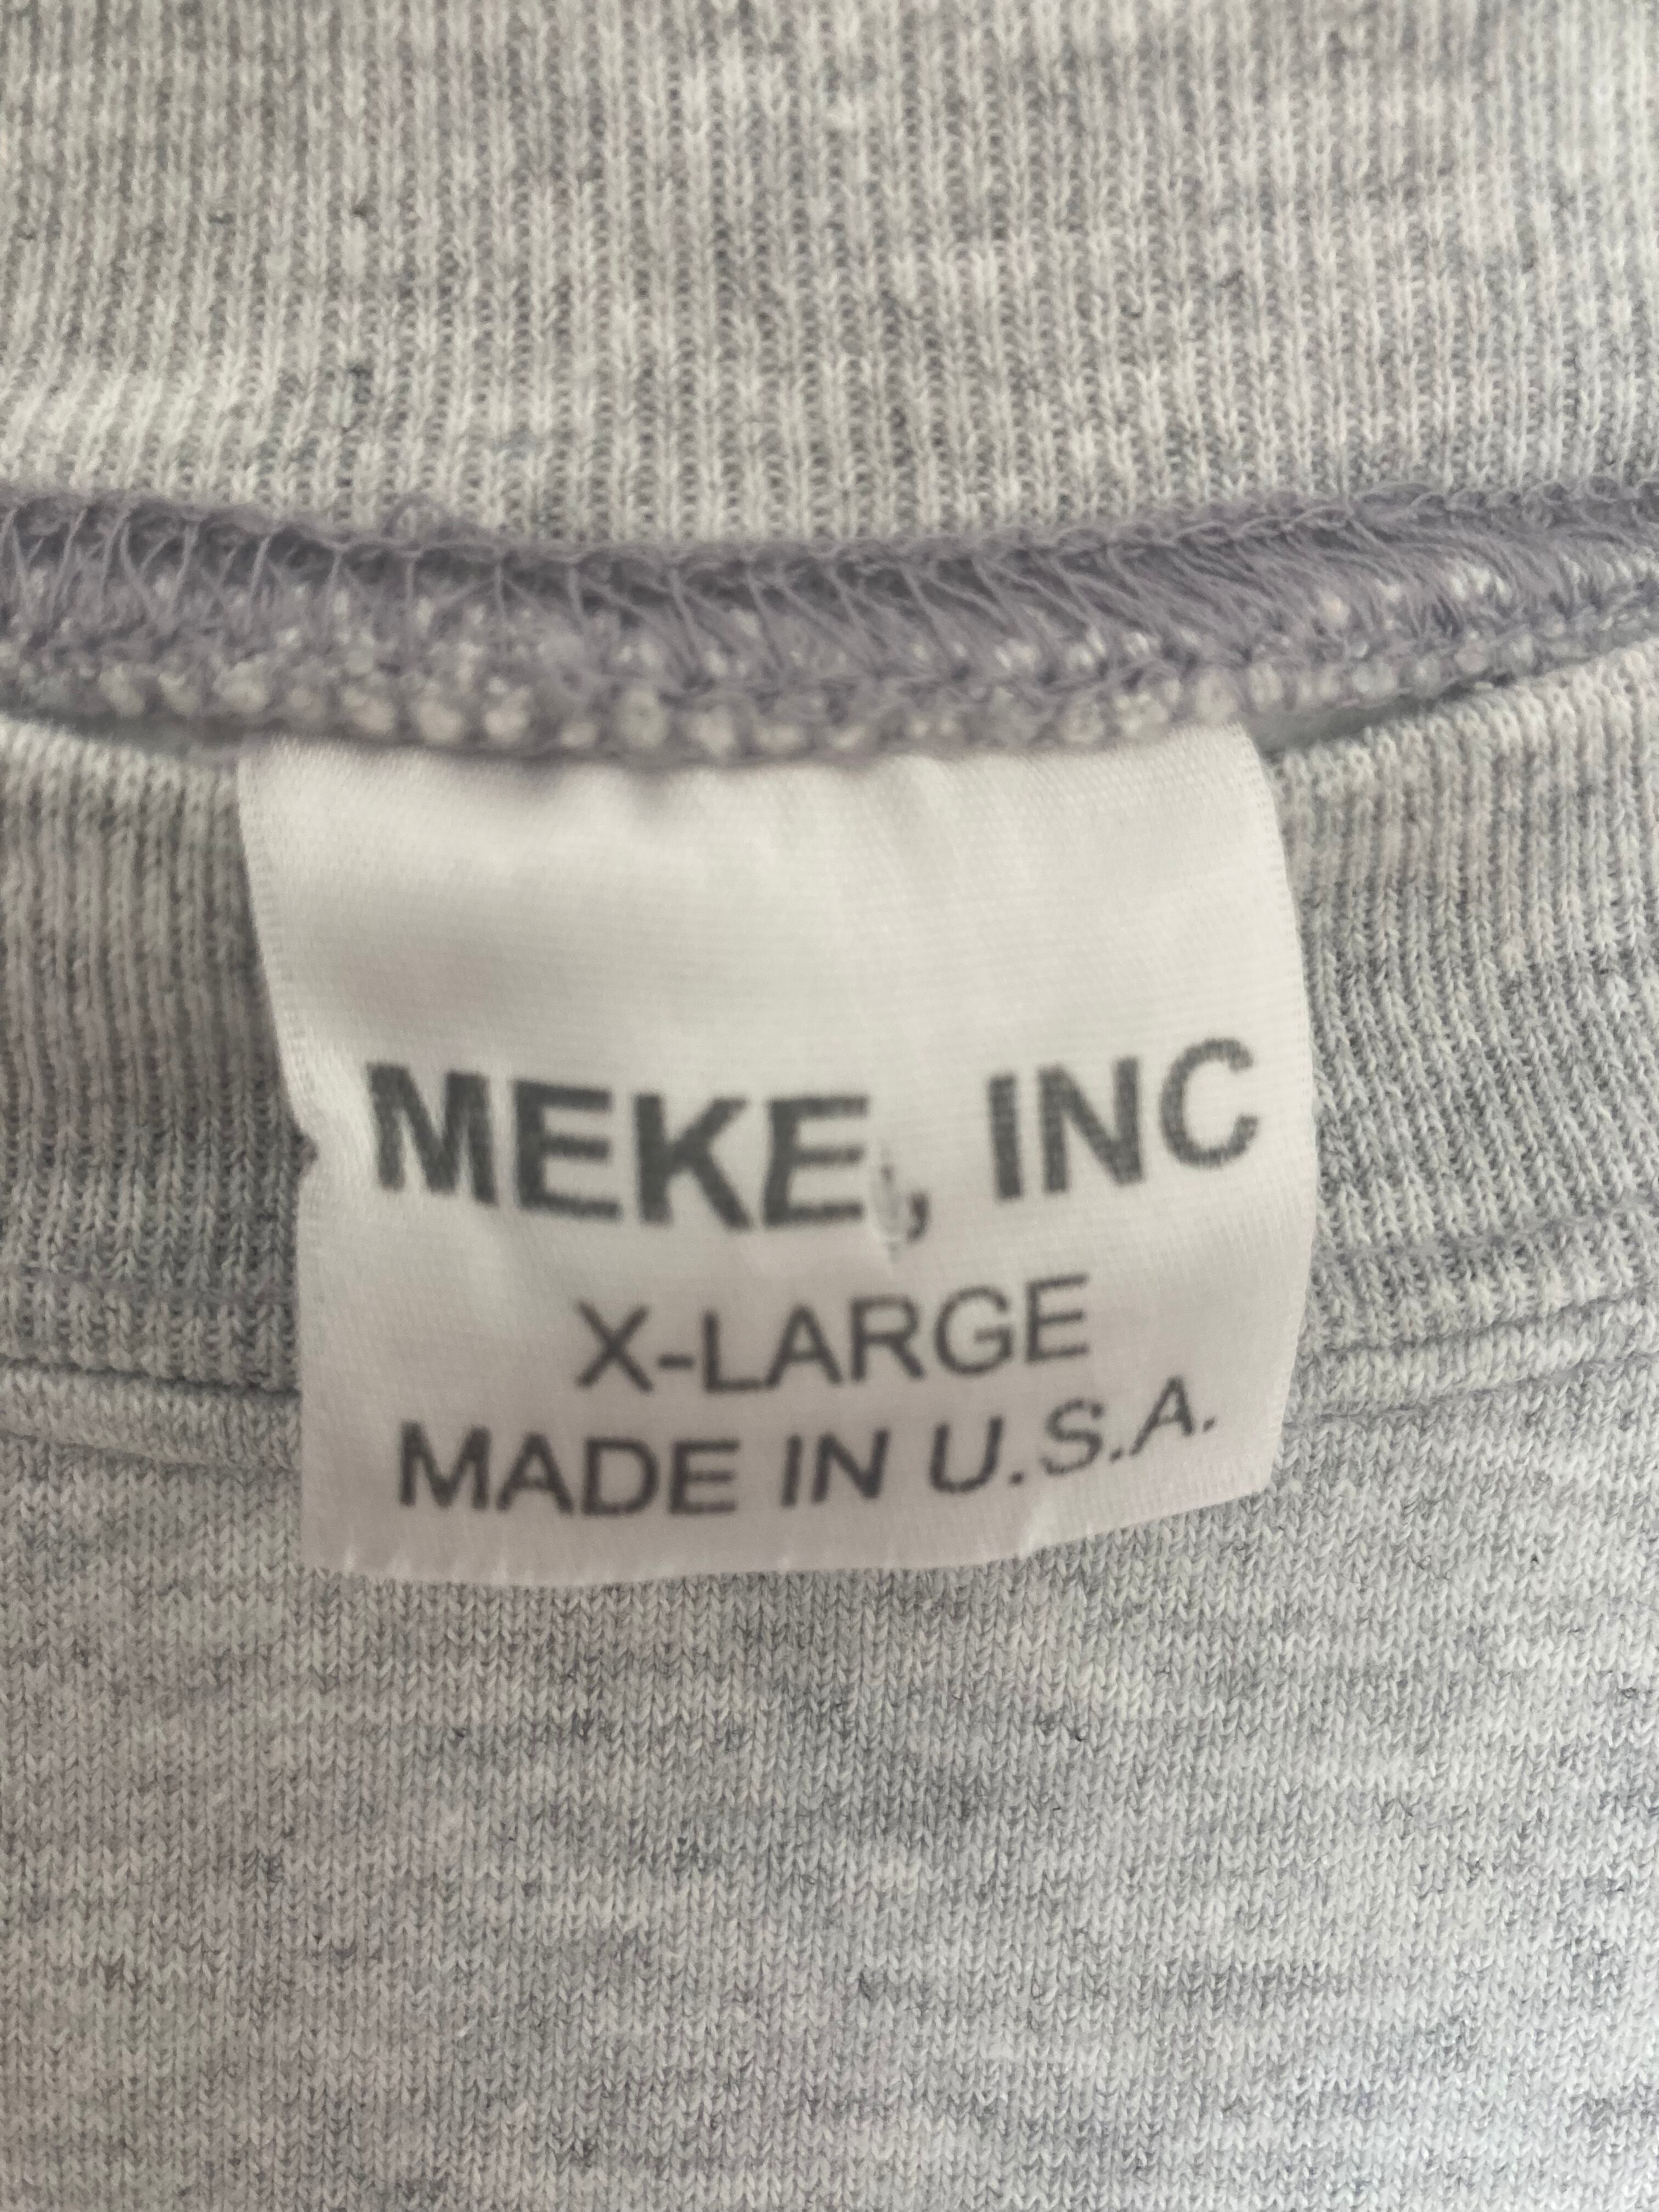 MEKE, INC
X-LARGE
MADE IN U.S.A.